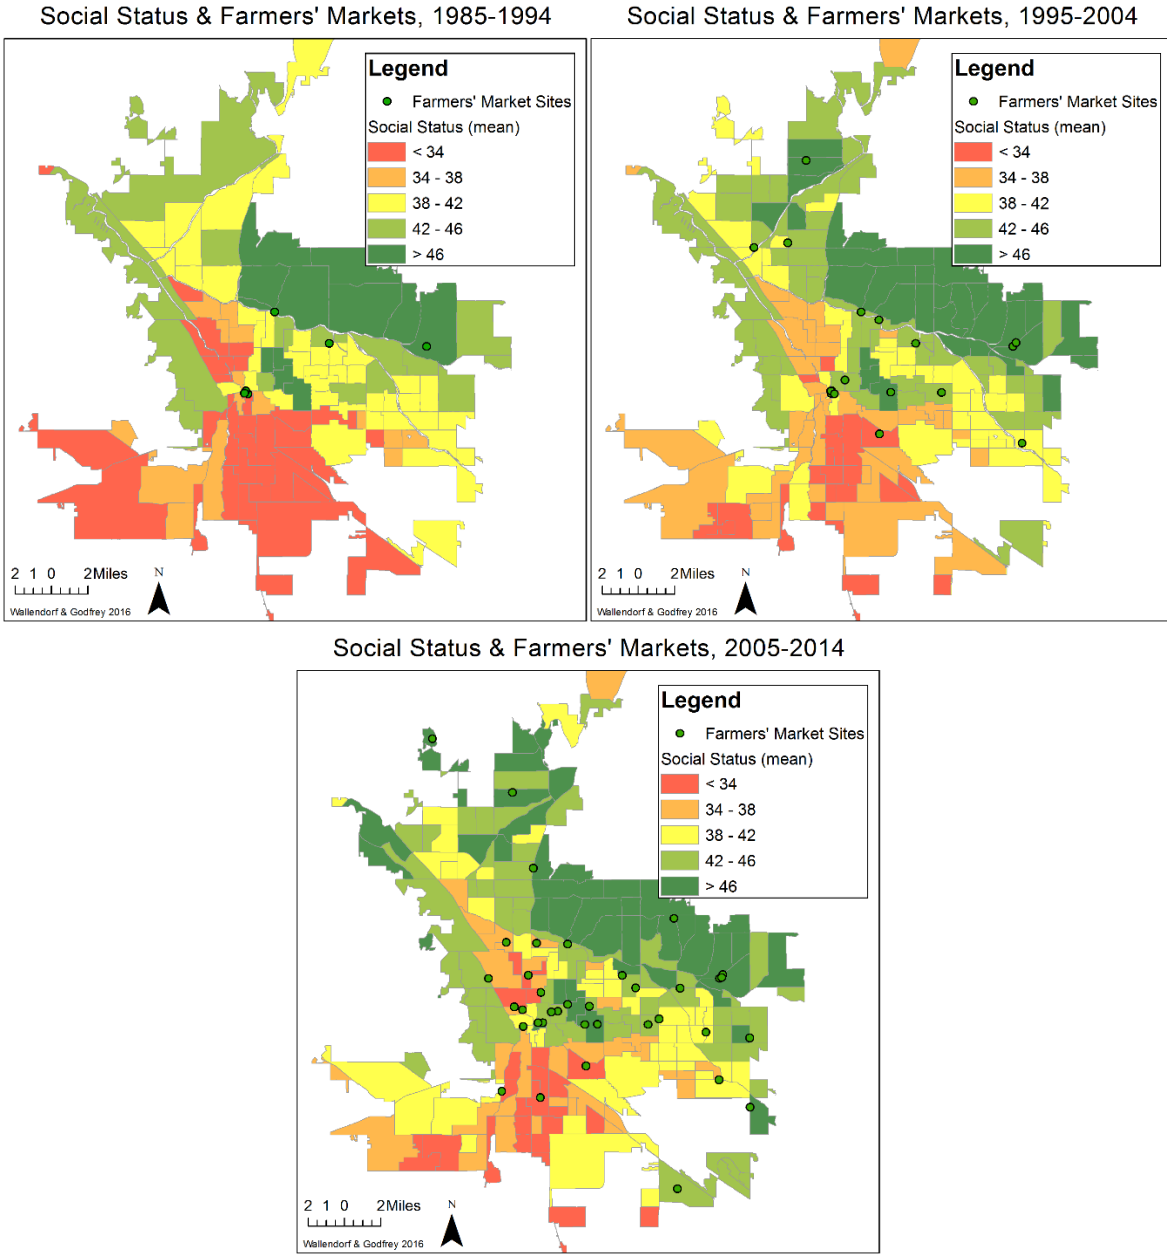 Social Status & Farmers' Markets, 1985-1994
Legend
Farmers' Market Sites
Social Status (mean)
< 34
34 - 38
38 - 42
42 - 46
> 46
2 1 0 2Miles
N
Wallendorf & Godfrey 2016
Social Status & Farmers' Markets, 1995-2004
Legend
Farmers' Market Sites
Social Status (mean)
< 34
34 - 38
38 - 42
42 - 46
> 46
2 1 0 2Miles
N
Wallendorf & Godfrey 2016
Social Status & Farmers' Markets, 2005-2014
Legend
Farmers' Market Sites
Social Status (mean)
< 34
34 - 38
38 - 42
42 - 46
> 46
2 1 0 2Miles
N
Wallendorf & Godfrey 2016